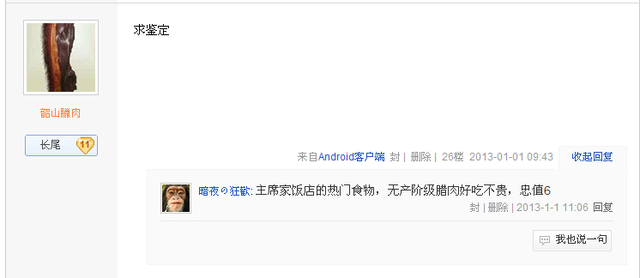 求鉴定
韶山腊肉
长尾 11
来自Android客户端 封 | 删除 | 26楼 2013-01-01 09:43 收起回复
暗夜の狂歡: 主席家饭店的热门食物，无产阶级腊肉好吃不贵，忠值6
封 | 删除 | 2013-1-1 11:06 回复
我也说一句